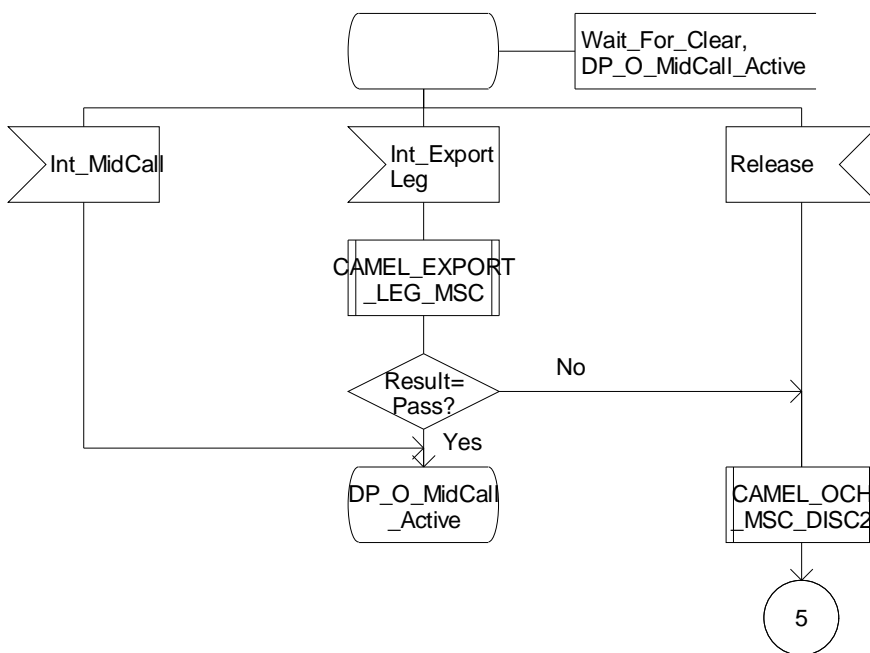 Wait_For_Clear,
DP_O_MidCall_Active
Int_MidCall
Int_Export
Leg
Release
CAMEL_EXPORT
_LEG_MSC
Result=
Pass?
No
Yes
DP_O_MidCall
_Active
CAMEL_OCH
_MSC_DISC2
5